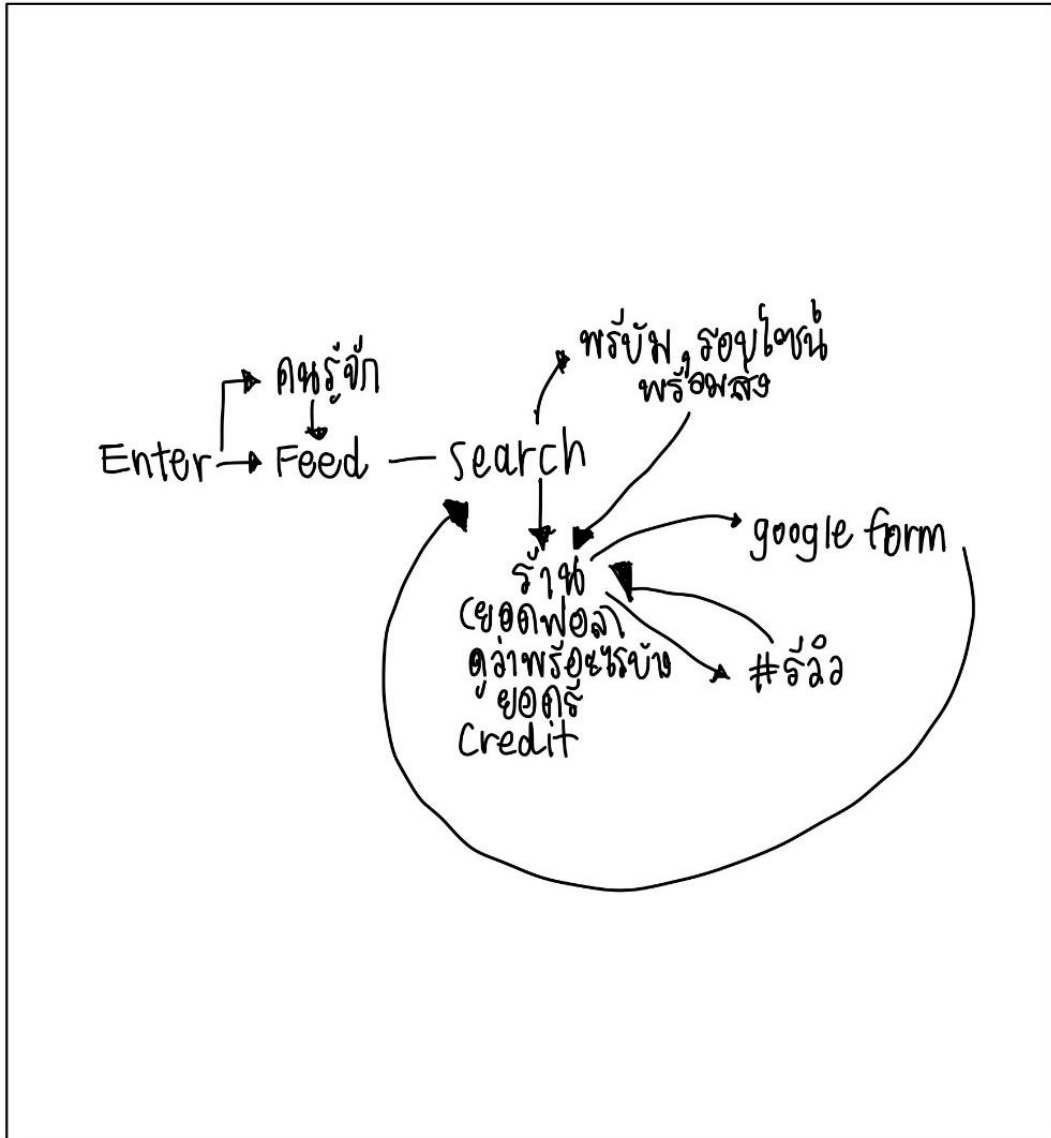 คนรู้จัก
Enter
Feed
search
พรีบัม, รอบไซน์
พร้อมส่ง
ร้าน
(ยอดฟอลฯ
ดูว่าพรีอะไรบ้าง
ยอดรี
Credit
google form
#รีวิว